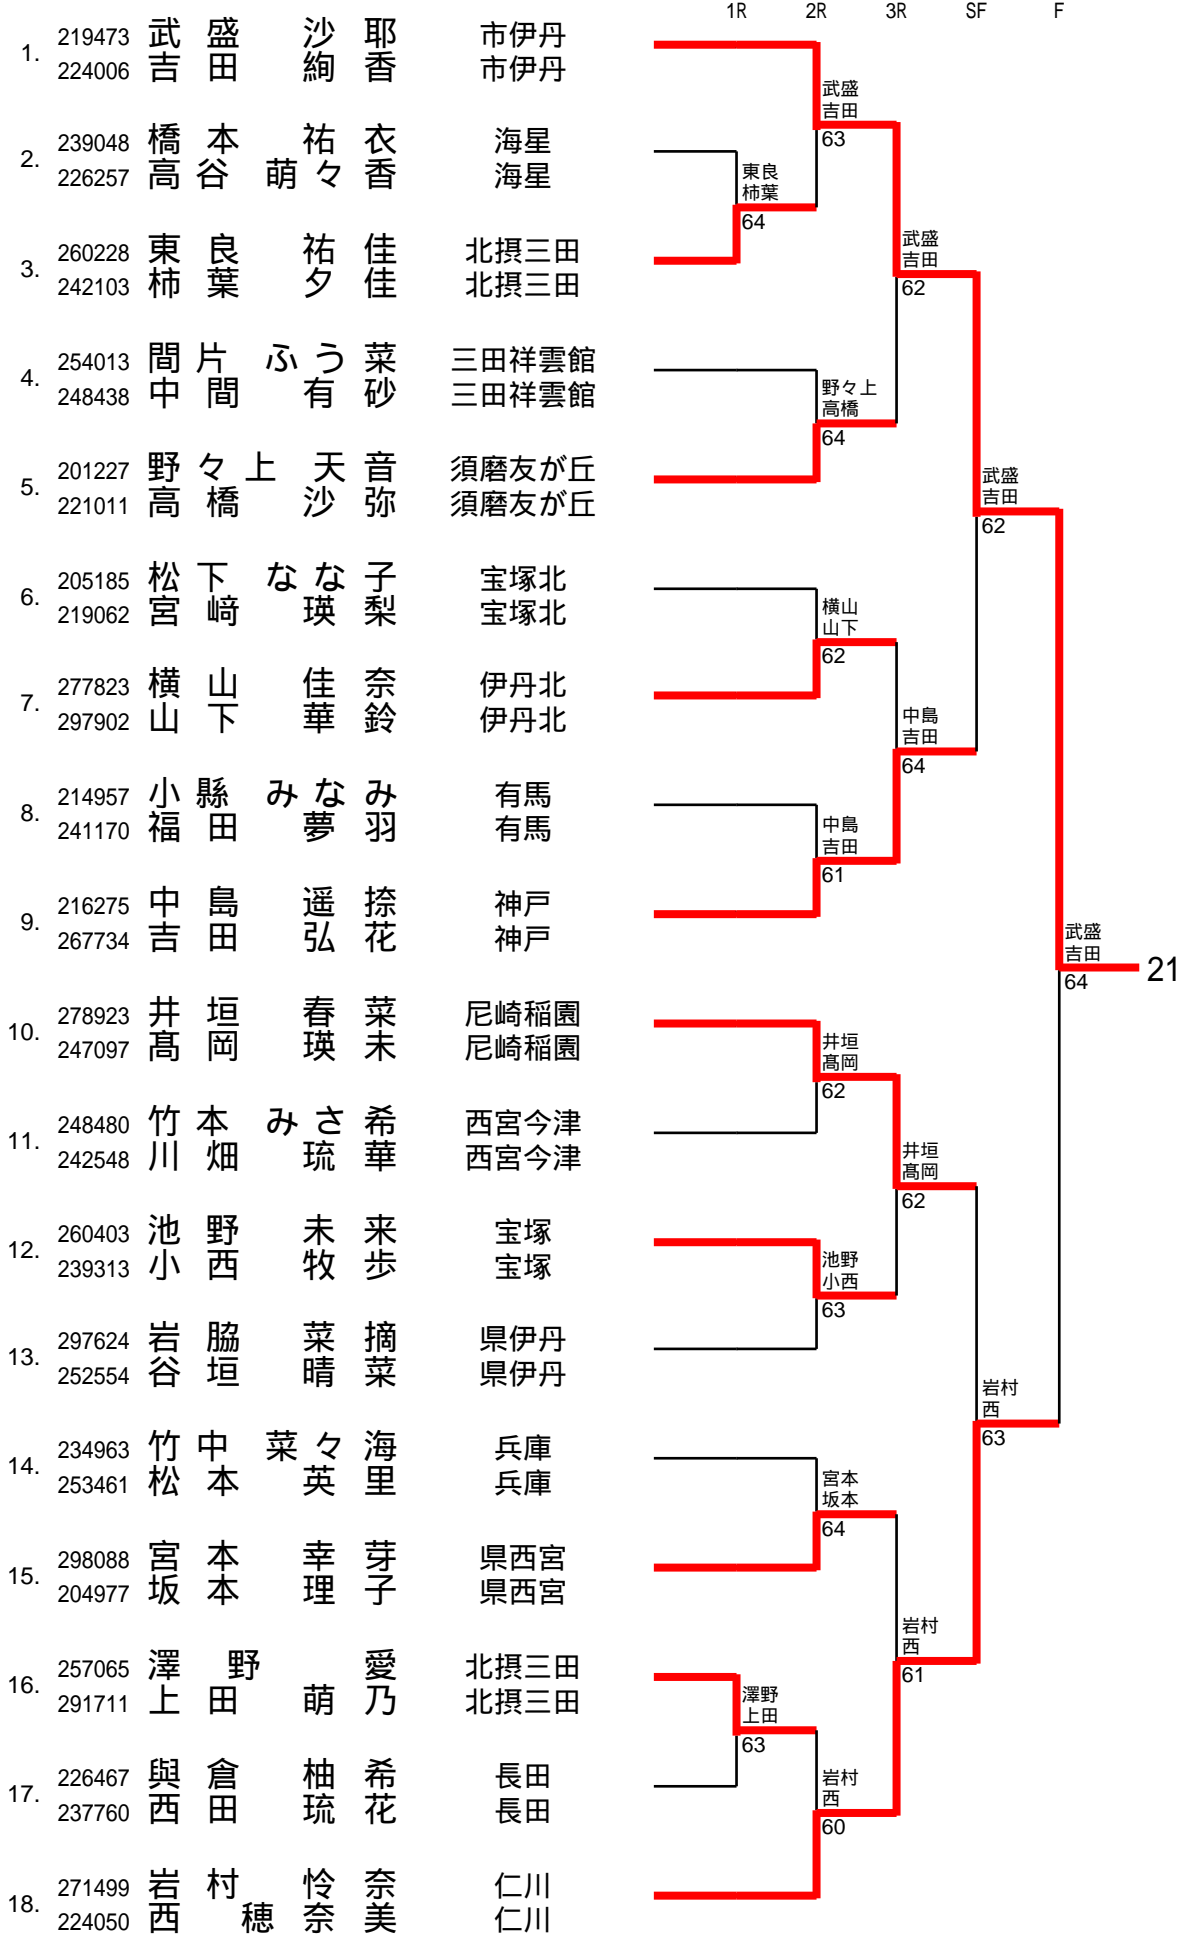 1R 2R 3R SF F
1. 219473 武盛 沙耶 市伊丹
224006 吉田 絢香 市伊丹
2. 239048 橋本 祐衣 海星
226257 高谷 萌々香 海星
3. 260228 東良 祐佳 北摂三田
242103 柿葉 夕佳 北摂三田
4. 254013 間片 ふう菜 三田祥雲館
248438 中間 有砂 三田祥雲館
5. 201227 野々上 天音 須磨友が丘
221011 高橋 沙弥 須磨友が丘
6. 205185 松下 なな子 宝塚北
219062 宮﨑 瑛梨 宝塚北
7. 277823 横山 佳奈 伊丹北
297902 山下 華鈴 伊丹北
8. 214957 小縣 みなみ 有馬
241170 福田 夢羽 有馬
9. 216275 中島 遥捺 神戸
267734 吉田 弘花 神戸
10. 278923 井垣 春菜 尼崎稲園
247097 髙岡 瑛未 尼崎稲園
11. 248480 竹本 みさ希 西宮今津
242548 川畑 琉華 西宮今津
12. 260403 池野 未来 宝塚
239313 小西 牧歩 宝塚
13. 297624 岩脇 菜摘 県伊丹
252554 谷垣 晴菜 県伊丹
14. 234963 竹中 菜々海 兵庫
253461 松本 英里 兵庫
15. 298088 宮本 幸芽 県西宮
204977 坂本 理子 県西宮
16. 257065 澤野 愛 北摂三田
291711 上田 萌乃 北摂三田
17. 226467 與倉 柚希 長田
237760 西田 琉花 長田
18. 271499 岩村 怜奈 仁川
224050 西 穂奈美 仁川
東良
柿葉
64
澤野
上田
63
武盛
吉田
63
野々上
高橋
64
横山
山下
62
中島
吉田
61
井垣
髙岡
62
池野
小西
63
宮本
坂本
64
岩村
西
60
武盛
吉田
62
中島
吉田
64
井垣
髙岡
62
岩村
西
61
武盛
吉田
62
岩村
西
63
武盛
吉田
64
21